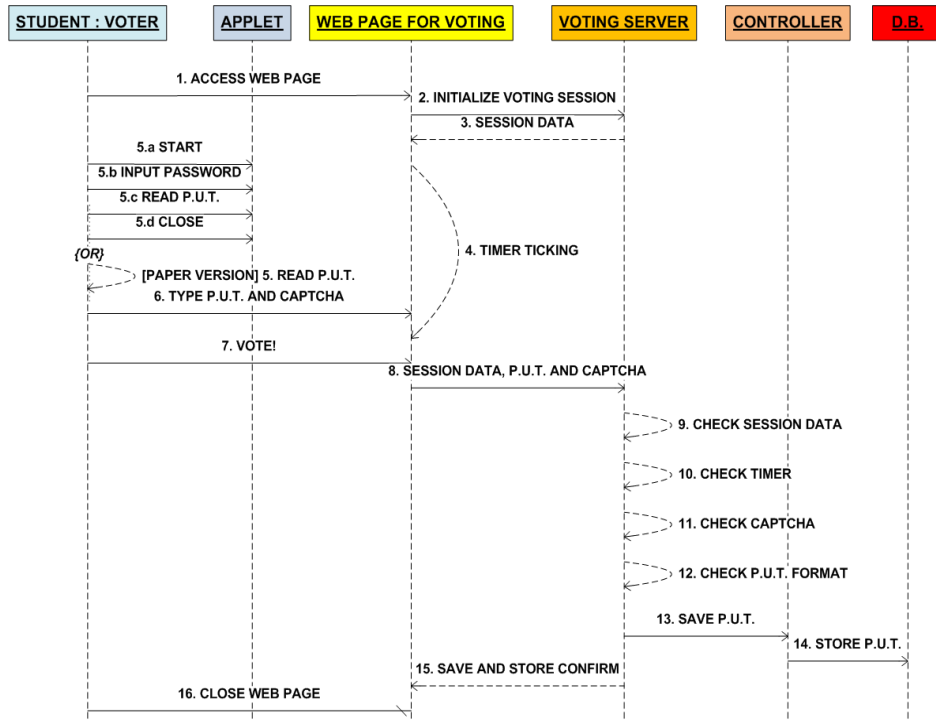 STUDENT : VOTER
APPLET
WEB PAGE FOR VOTING
VOTING SERVER
CONTROLLER
D.B.
1. ACCESS WEB PAGE
2. INITIALIZE VOTING SESSION
3. SESSION DATA
5.a START
5.b INPUT PASSWORD
5.c READ P.U.T.
5.d CLOSE
4. TIMER TICKING
{OR}
[PAPER VERSION] 5. READ P.U.T.
6. TYPE P.U.T. AND CAPTCHA
7. VOTE!
8. SESSION DATA, P.U.T. AND CAPTCHA
9. CHECK SESSION DATA
10. CHECK TIMER
11. CHECK CAPTCHA
12. CHECK P.U.T. FORMAT
13. SAVE P.U.T.
14. STORE P.U.T.
15. SAVE AND STORE CONFIRM
16. CLOSE WEB PAGE